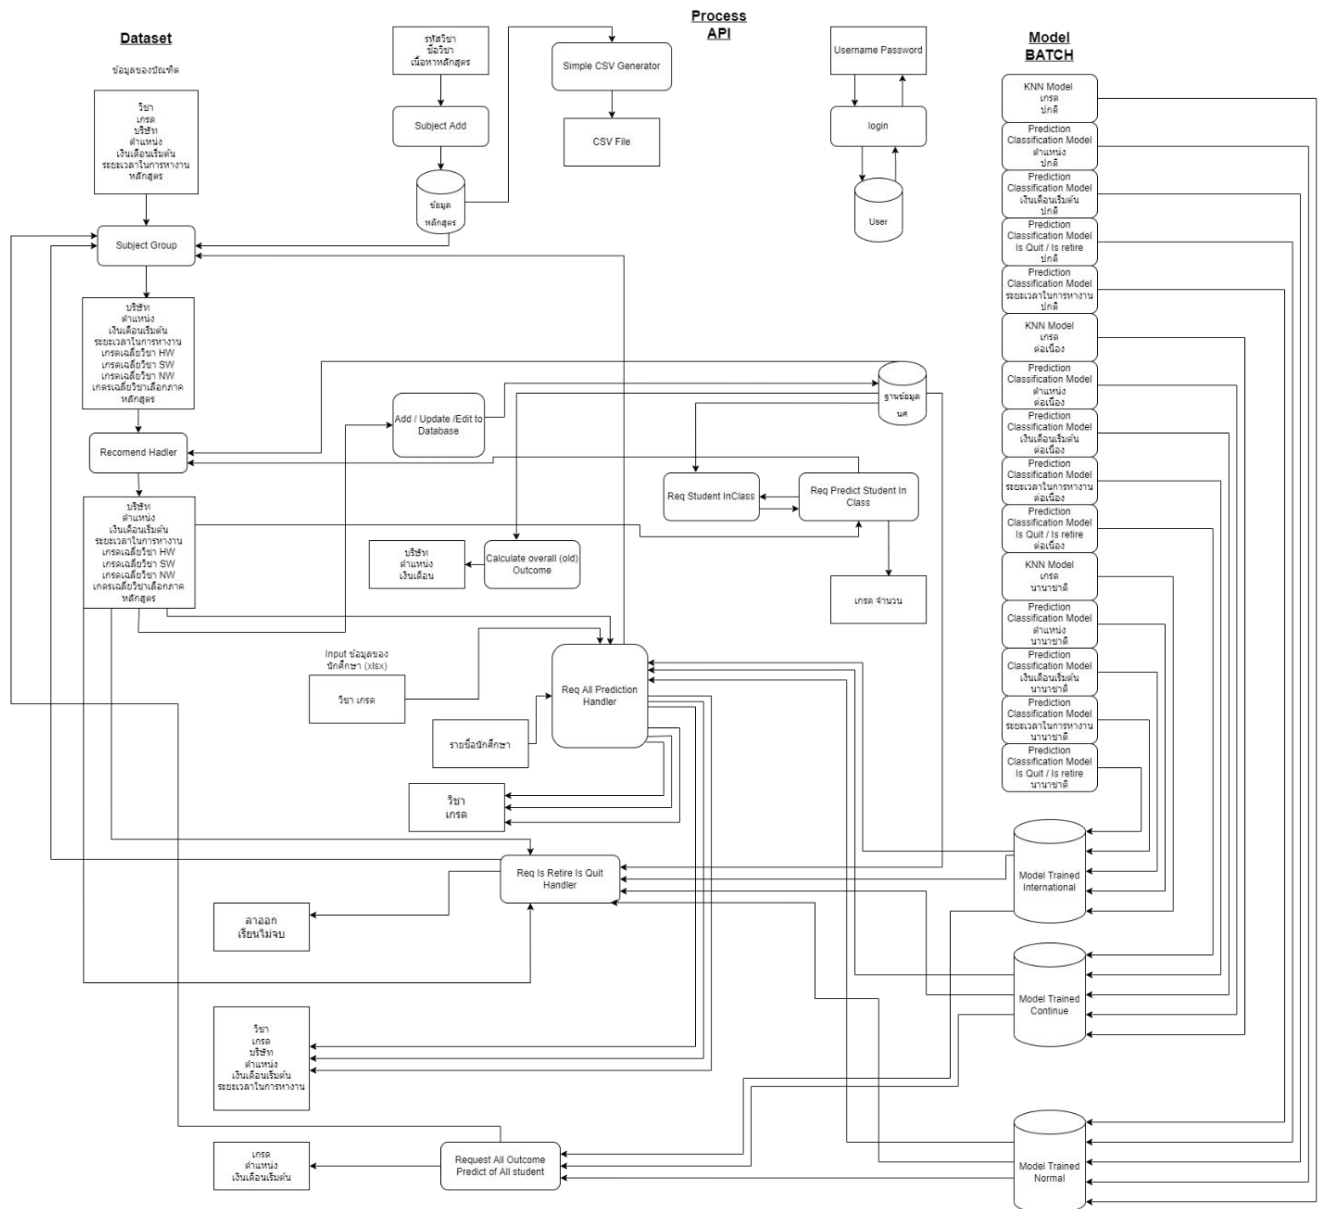 Dataset
ข้อมูลของบัณฑิต
วิชา
เกรด
บริษัท
ตำแหน่ง
เงินเดือนเริ่มต้น
ระยะเวลาในการหางาน
หลักสูตร
Subject Group
บริษัท
ตำแหน่ง
เงินเดือนเริ่มต้น
ระยะเวลาในการหางาน
เกรดเฉลี่ยวิชา HW
เกรดเฉลี่ยวิชา SW
เกรดเฉลี่ยวิชา NW
เกดรเฉลี่ยวิชาเลือกภาค
หลักสูตร
Recomend Hadler
บริษัท
ตำแหน่ง
เงินเดือนเริ่มต้น
ระยะเวลาในการหางาน
เกรดเฉลี่ยวิชา HW
เกรดเฉลี่ยวิชา SW
เกรดเฉลี่ยวิชา NW
เกดรเฉลี่ยวิชาเลือกภาค
หลักสูตร
Process
API
รหัสวิชา
ชื่อวิชา
เนื้อหาหลักสูตร
Subject Add
ข้อมูล
หลักสูตร
Simple CSV Generator
CSV File
Username Password
login
User
Add / Update /Edit to
Database
ฐานข้อมูล
นศ
Req Student InClass
Req Predict Student In
Class
บริษัท
ตำแหน่ง
เงินเดือน
Calculate overall (old)
Outcome
เกรด จำนวน
Input ข้อมูลของ
นักศึกษา (xlsx)
วิชา เกรด
Req All Prediction
Handler
รายชื่อนักศึกษา
วิชา
เกรด
Req Is Retire Is Quit
Handler
ลาออก
เรียนไม่จบ
วิชา
เกรด
บริษัท
ตำแหน่ง
เงินเดือนเริ่มต้น
ระยะเวลาในการหางาน
เกรด
ตำแหน่ง
เงินเดือนเริ่มต้น
Request All Outcome
Predict of All student
Model
BATCH
KNN Model
เกรด
ปกติ
Prediction
Classification Model
ตำแหน่ง
ปกติ
Prediction
Classification Model
เงินเดือนเริ่มต้น
ปกติ
Prediction
Classification Model
Is Quit / Is retire
ปกติ
Prediction
Classification Model
ระยะเวลาในการหางาน
ปกติ
KNN Model
เกรด
ต่อเนื่อง
Prediction
Classification Model
ตำแหน่ง
ต่อเนื่อง
Prediction
Classification Model
เงินเดือนเริ่มต้น
ต่อเนื่อง
Prediction
Classification Model
ระยะเวลาในการหางาน
ต่อเนื่อง
Prediction
Classification Model
Is Quit / Is retire
ต่อเนื่อง
KNN Model
เกรด
นานาชาติ
Prediction
Classification Model
ตำแหน่ง
นานาชาติ
Prediction
Classification Model
เงินเดือนเริ่มต้น
นานาชาติ
Prediction
Classification Model
ระยะเวลาในการหางาน
นานาชาติ
Prediction
Classification Model
Is Quit / Is retire
นานาชาติ
Model Trained
International
Model Trained
Continue
Model Trained
Normal